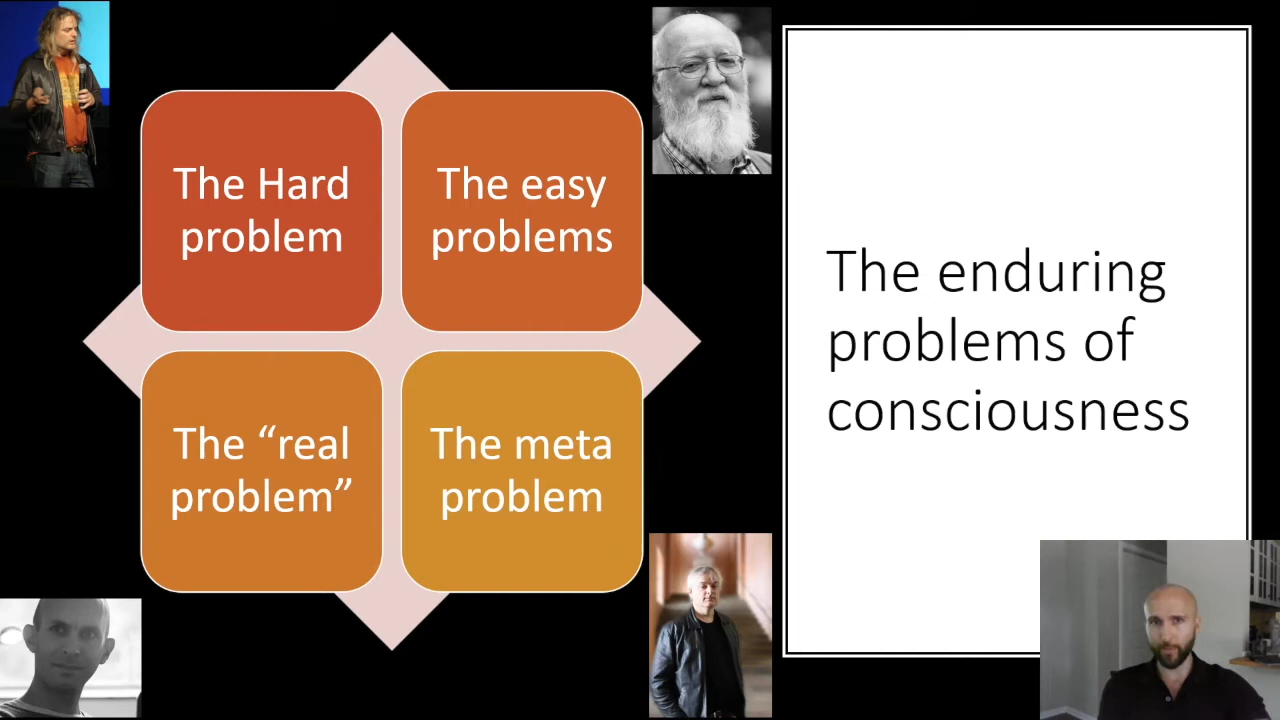 The Hard
problem
The easy
problems
The “real
problem”
The meta
problem
The enduring
problems of
consciousness